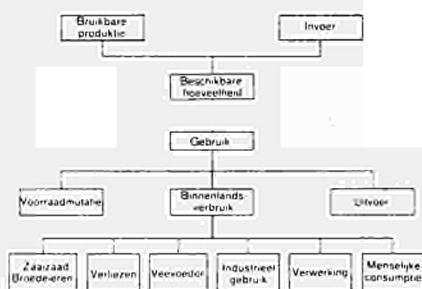 Bruikbare
produktie
Invoer
Beschikbare
hoeveelheid
Gebruik
Voorraadmutatie
Binnenlands-
verbruik
Uitvoer
Zaaizaad
Broedeieren
Verliezen
Veevoeder
Industrieel
gebruik
Verwerking
Menselijke
consumptie